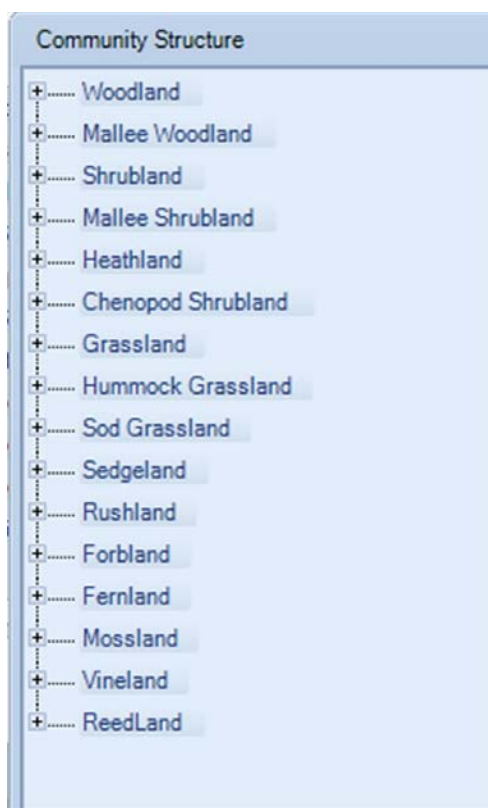 Community Structure
Woodland
Mallee Woodland
Shrubland
Mallee Shrubland
Heathland
Chenopod Shrubland
Grassland
Hummock Grassland
Sod Grassland
Sedgeland
Rushland
Forbland
Fernland
Mossland
Vineland
ReedLand